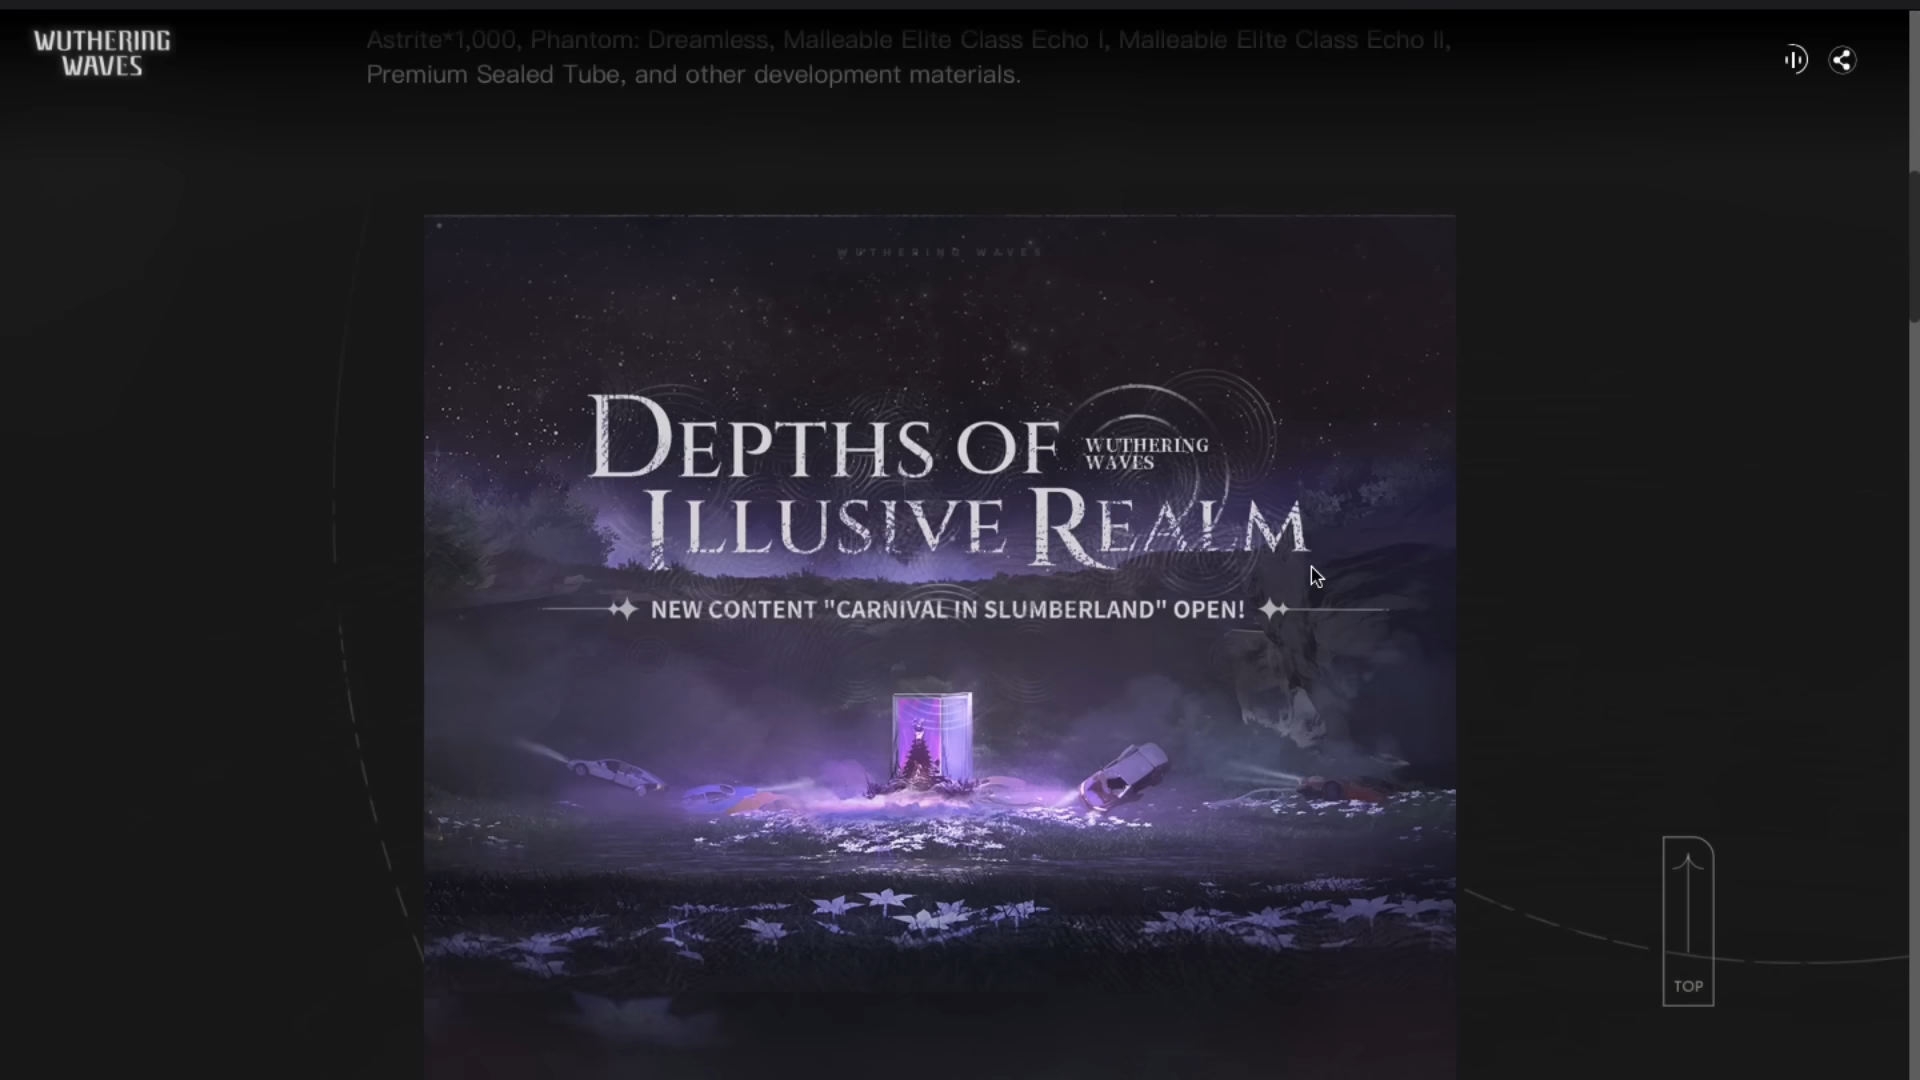 WUTHERING
WAVES
Astrite*1,000, Phantom: Dreamless, Malleable Elite Class Echo I, Malleable Elite Class Echo II,
Premium Sealed Tube, and other development materials.
WUTHERING WAVES
DEPTHS OF
WUTHERING
WAVES
ILLUSIVE REALM
NEW CONTENT "CARNIVAL IN SLUMBERLAND" OPEN!
TOP